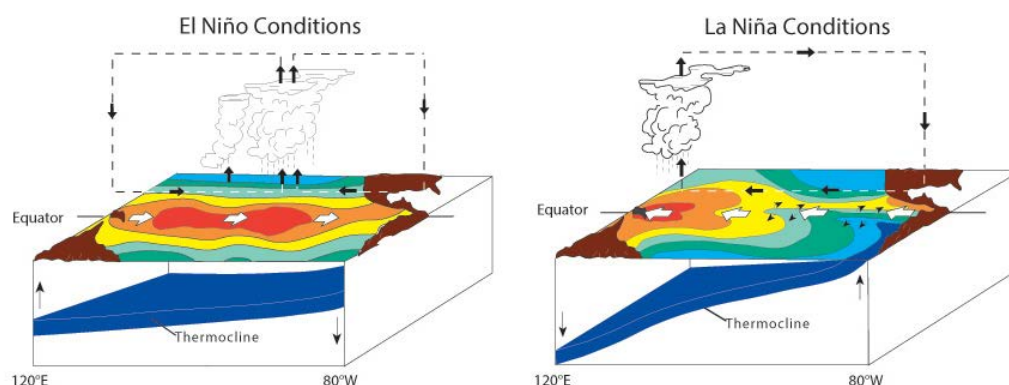 El Niño Conditions
Equator
Thermocline
120°E
80°W
La Niña Conditions
Equator
Thermocline
120°E
80°W